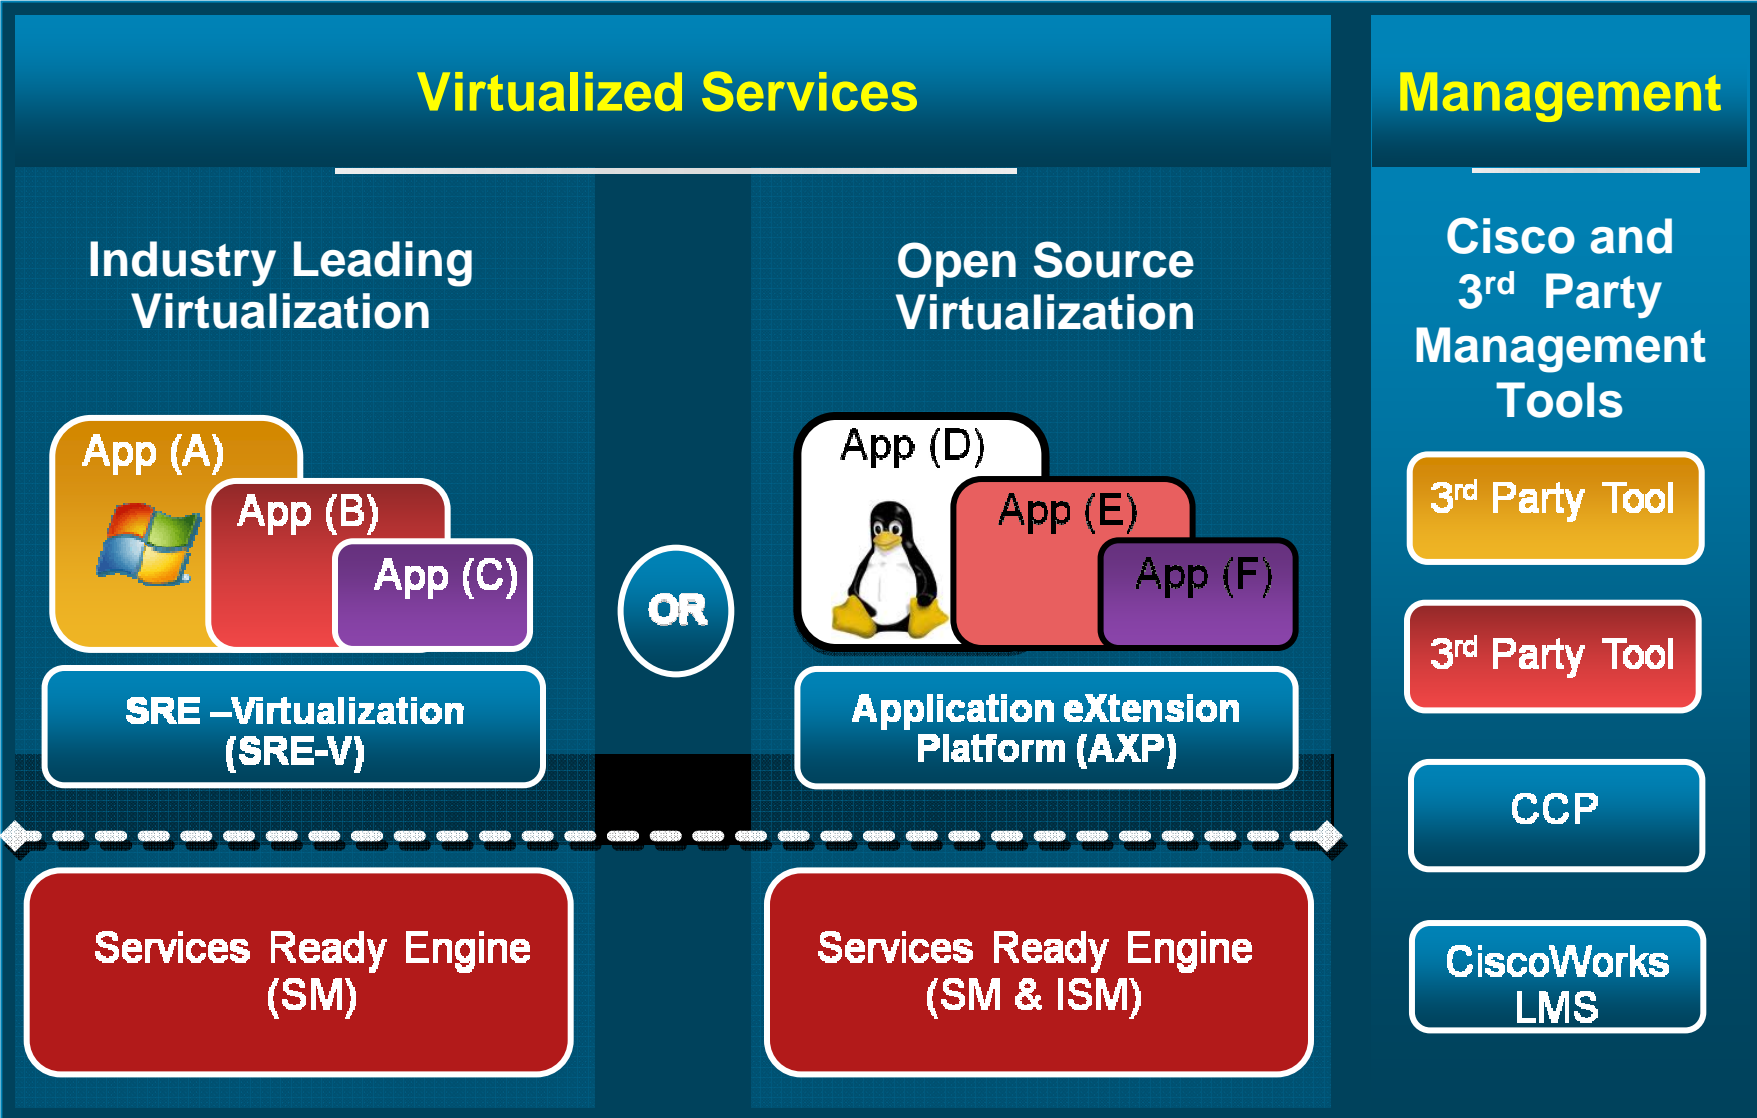 Virtualized Services
Management
Industry Leading
Virtualization
Open Source
Virtualization
Cisco and
3rd Party
Management
Tools
App (A)
App (B)
App (C)
OR
App (D)
App (E)
App (F)
3rd Party Tool
3rd Party Tool
SRE –Virtualization
(SRE-V)
Application eXtension
Platform (AXP)
CCP
Services Ready Engine
(SM)
Services Ready Engine
(SM & ISM)
CiscoWorks
LMS